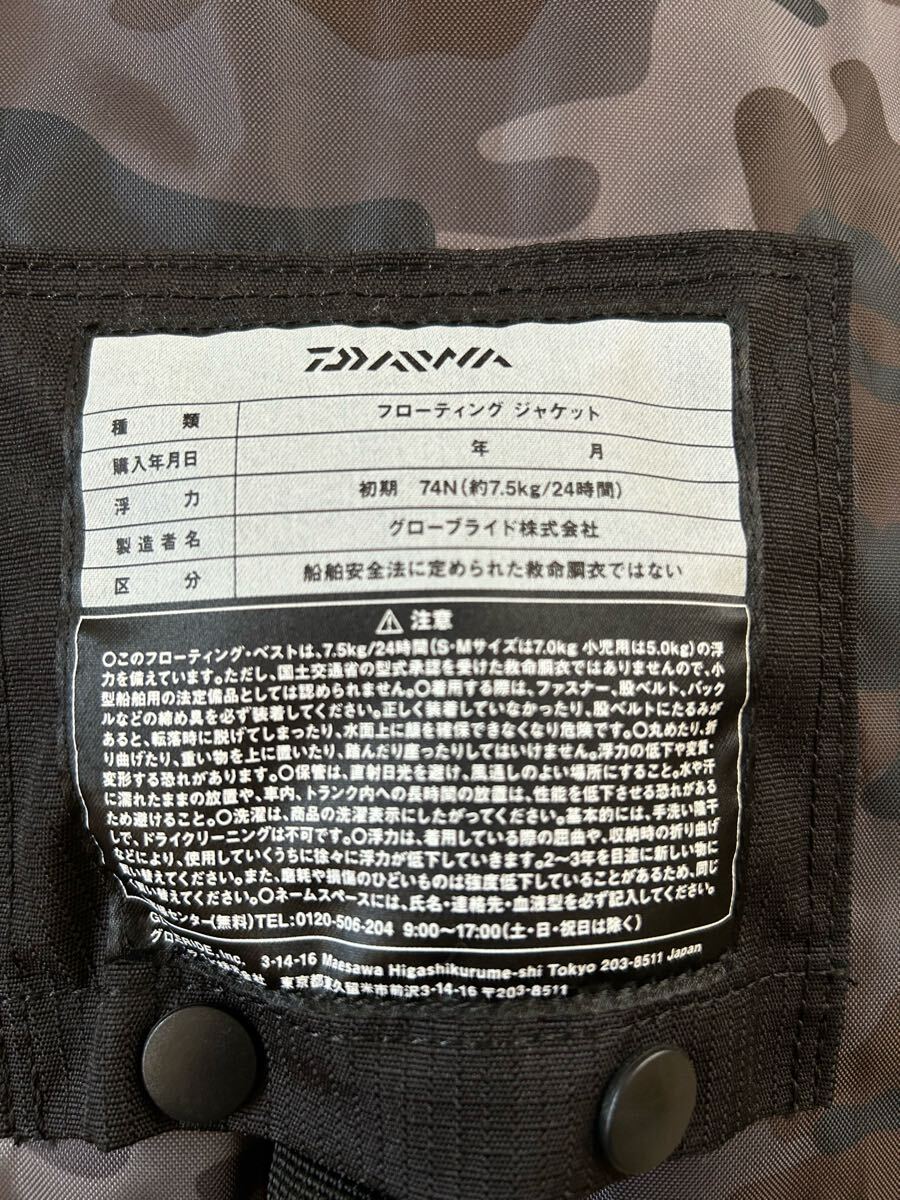 DAIWA
種類 フローティング ジャケット
購入年月日 年 月
浮力 初期 74N(約7.5kg/24時間)
製造者名 グローブライド株式会社
区分 船舶安全法に定められた救命胴衣ではない
注意
○このフローティング・ベストは、7.5kg/24時間(S・Mサイズは7.0kg 小児用は5.0kg)の浮
力を備えています。ただし、国土交通省の型式承認を受けた救命胴衣ではありませんので、小
型船舶用の法定備品としては認められません。○着用する際は、ファスナー、股ベルト、バック
ルなどの締め具を必ず装着してください。正しく装着していなかったり、股ベルトにたるみが
あると、転落時に脱げてしまったり、水面上に顔を確保できなくなり危険です。○丸めたり、折
り曲げたり、重い物を上に置いたり、踏んだり座ったりしてはいけません。浮力の低下や変質・
変形する恐れがあります。○保管は、直射日光を避け、風通しのよい場所にすること。水や汗
に濡れたままの放置や、車内、トランク内への長時間の放置は、性能を低下させる恐れがある
ため避けること。○洗濯は、商品の洗濯表示にしたがってください。基本的には、手洗い陰干
しで、ドライクリーニングは不可です。○浮力は、着用している際の屈曲や、収納時の折り曲げ
などにより、使用していくうちに徐々に浮力が低下していきます。2〜3年を目途に新しい物に
い替えてください。また、磨耗や損傷のひどいものは強度低下していることがあるため、同じ
い替えてください。○ネームスペースには、氏名・連絡先・血液型を必ず記入してください。
センター(無料)TEL:0120-506-204 9:00〜17:00(土・日・祝日は除く)
RIDE, Inc. 3-14-16 Maesawa Higashikurume-shi Tokyo 203-8511 Japan
株式会社 東京都東久留米市前沢3-14-16 〒203-8511